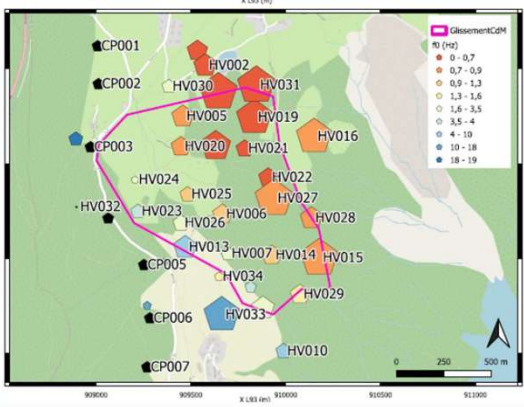 X L93 (m)
GlissementCdM
f0 (Hz)
0 - 0,7
0,7 - 0,9
0,9 - 1,3
1,3 - 1,6
1,6 - 3,5
3,5 - 4
4 - 10
10 - 18
18 - 19
CP001
HV002
CP002
HV030
HV031
HV005
HV019
HV016
CP003
HV020
HV021
HV024
HV022
HV025
HV027
HV032
HV023
HV006
HV028
HV026
HV013
HV007
HV014
HV015
CP005
HV034
HV029
CP006
HV033
HV010
CP007
0 250 500 m
909000 909500 910000 910500 911000
X L93 (m)